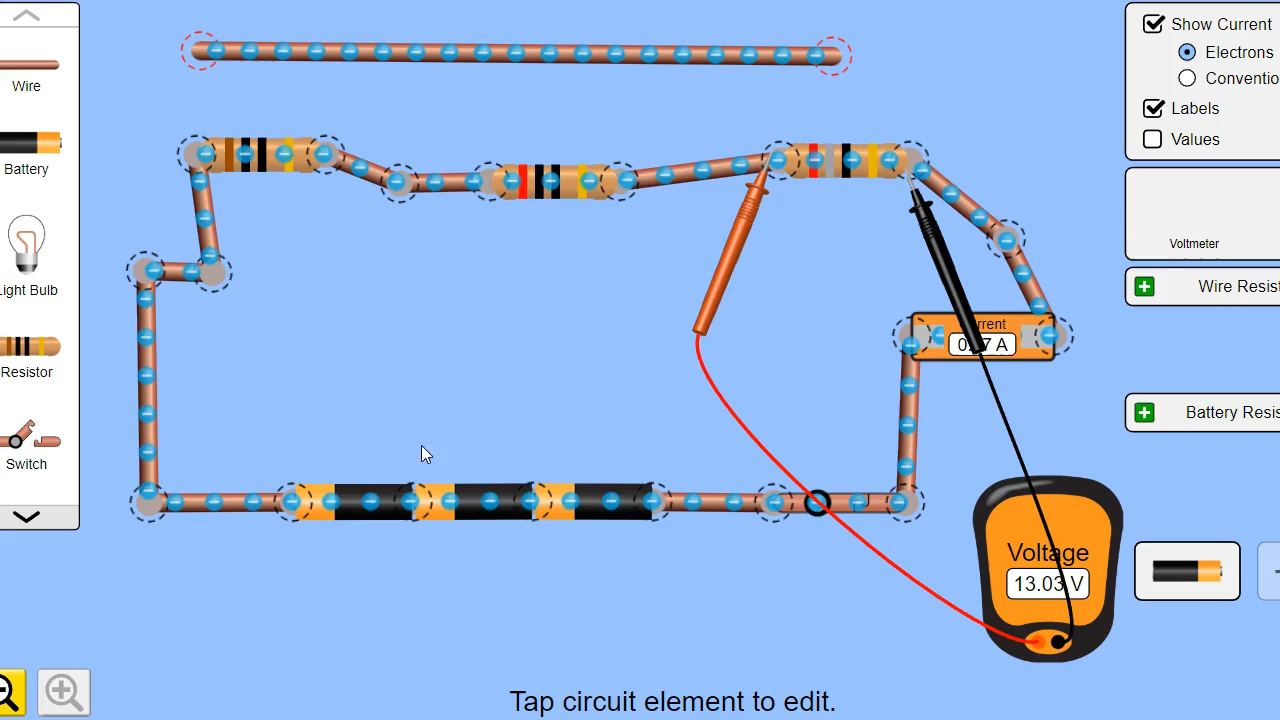 Wire
Battery
Light Bulb
Resistor
Switch
Show Current
Electrons
Conventio
Labels
Values
Voltmeter
Wire Resist
Battery Resis
A
Voltage
13.03 V
Tap circuit element to edit.